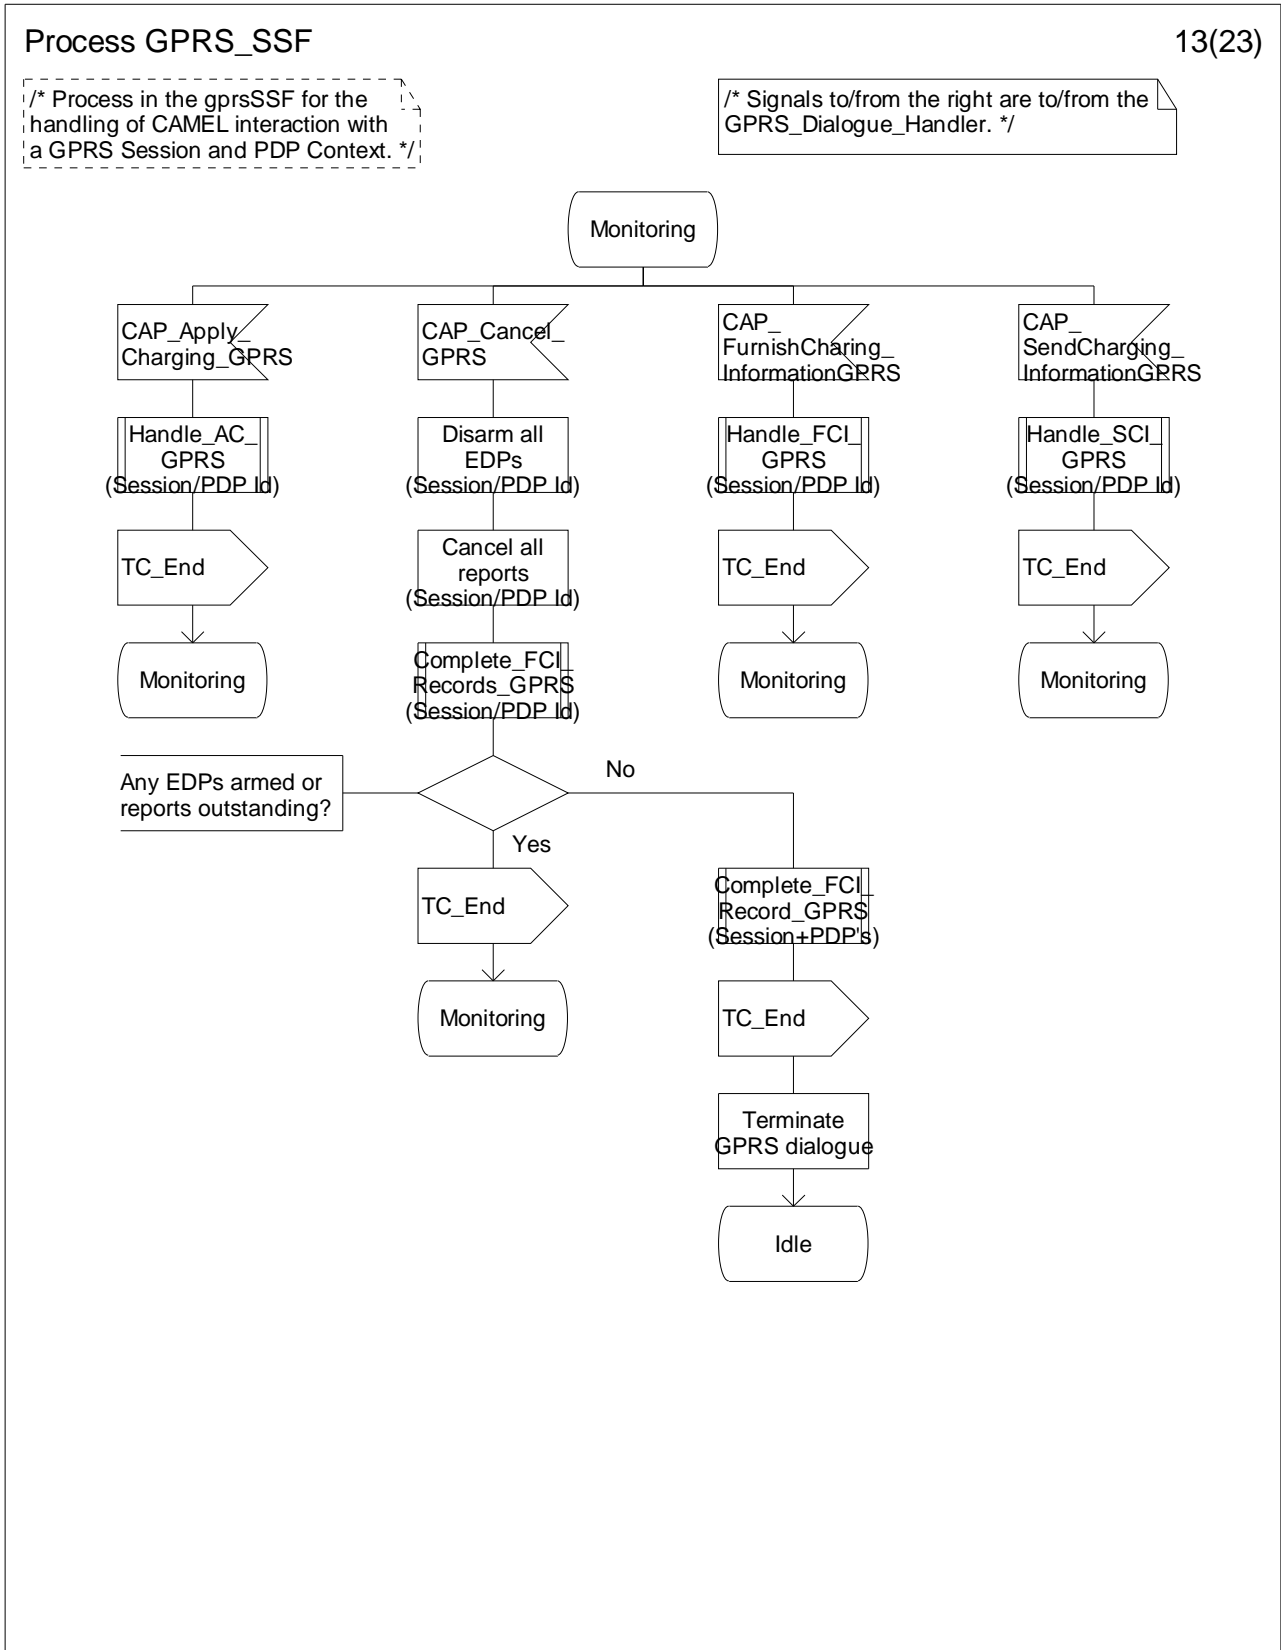 Process GPRS_SSF
13(23)
/* Process in the gprsSSF for the
handling of CAMEL interaction with
a GPRS Session and PDP Context. */
/* Signals to/from the right are to/from the
GPRS_Dialogue_Handler. */
Monitoring
CAP_Apply_
Charging_GPRS
CAP_Cancel_
GPRS
CAP_
FurnishCharing_
InformationGPRS
CAP_
SendCharging_
InformationGPRS
Handle_AC_
GPRS
(Session/PDP Id)
Disarm all
EDPs
(Session/PDP Id)
Handle_FCI_
GPRS
(Session/PDP Id)
Handle_SCI_
GPRS
(Session/PDP Id)
TC_End
Cancel all
reports
(Session/PDP Id)
TC_End
TC_End
Monitoring
Complete_FCI_
Records_GPRS
(Session/PDP Id)
Monitoring
Monitoring
Any EDPs armed or
reports outstanding?
No
Yes
TC_End
Complete_FCI_
Record_GPRS
(Session+PDP's)
Monitoring
TC_End
Terminate
GPRS dialogue
Idle